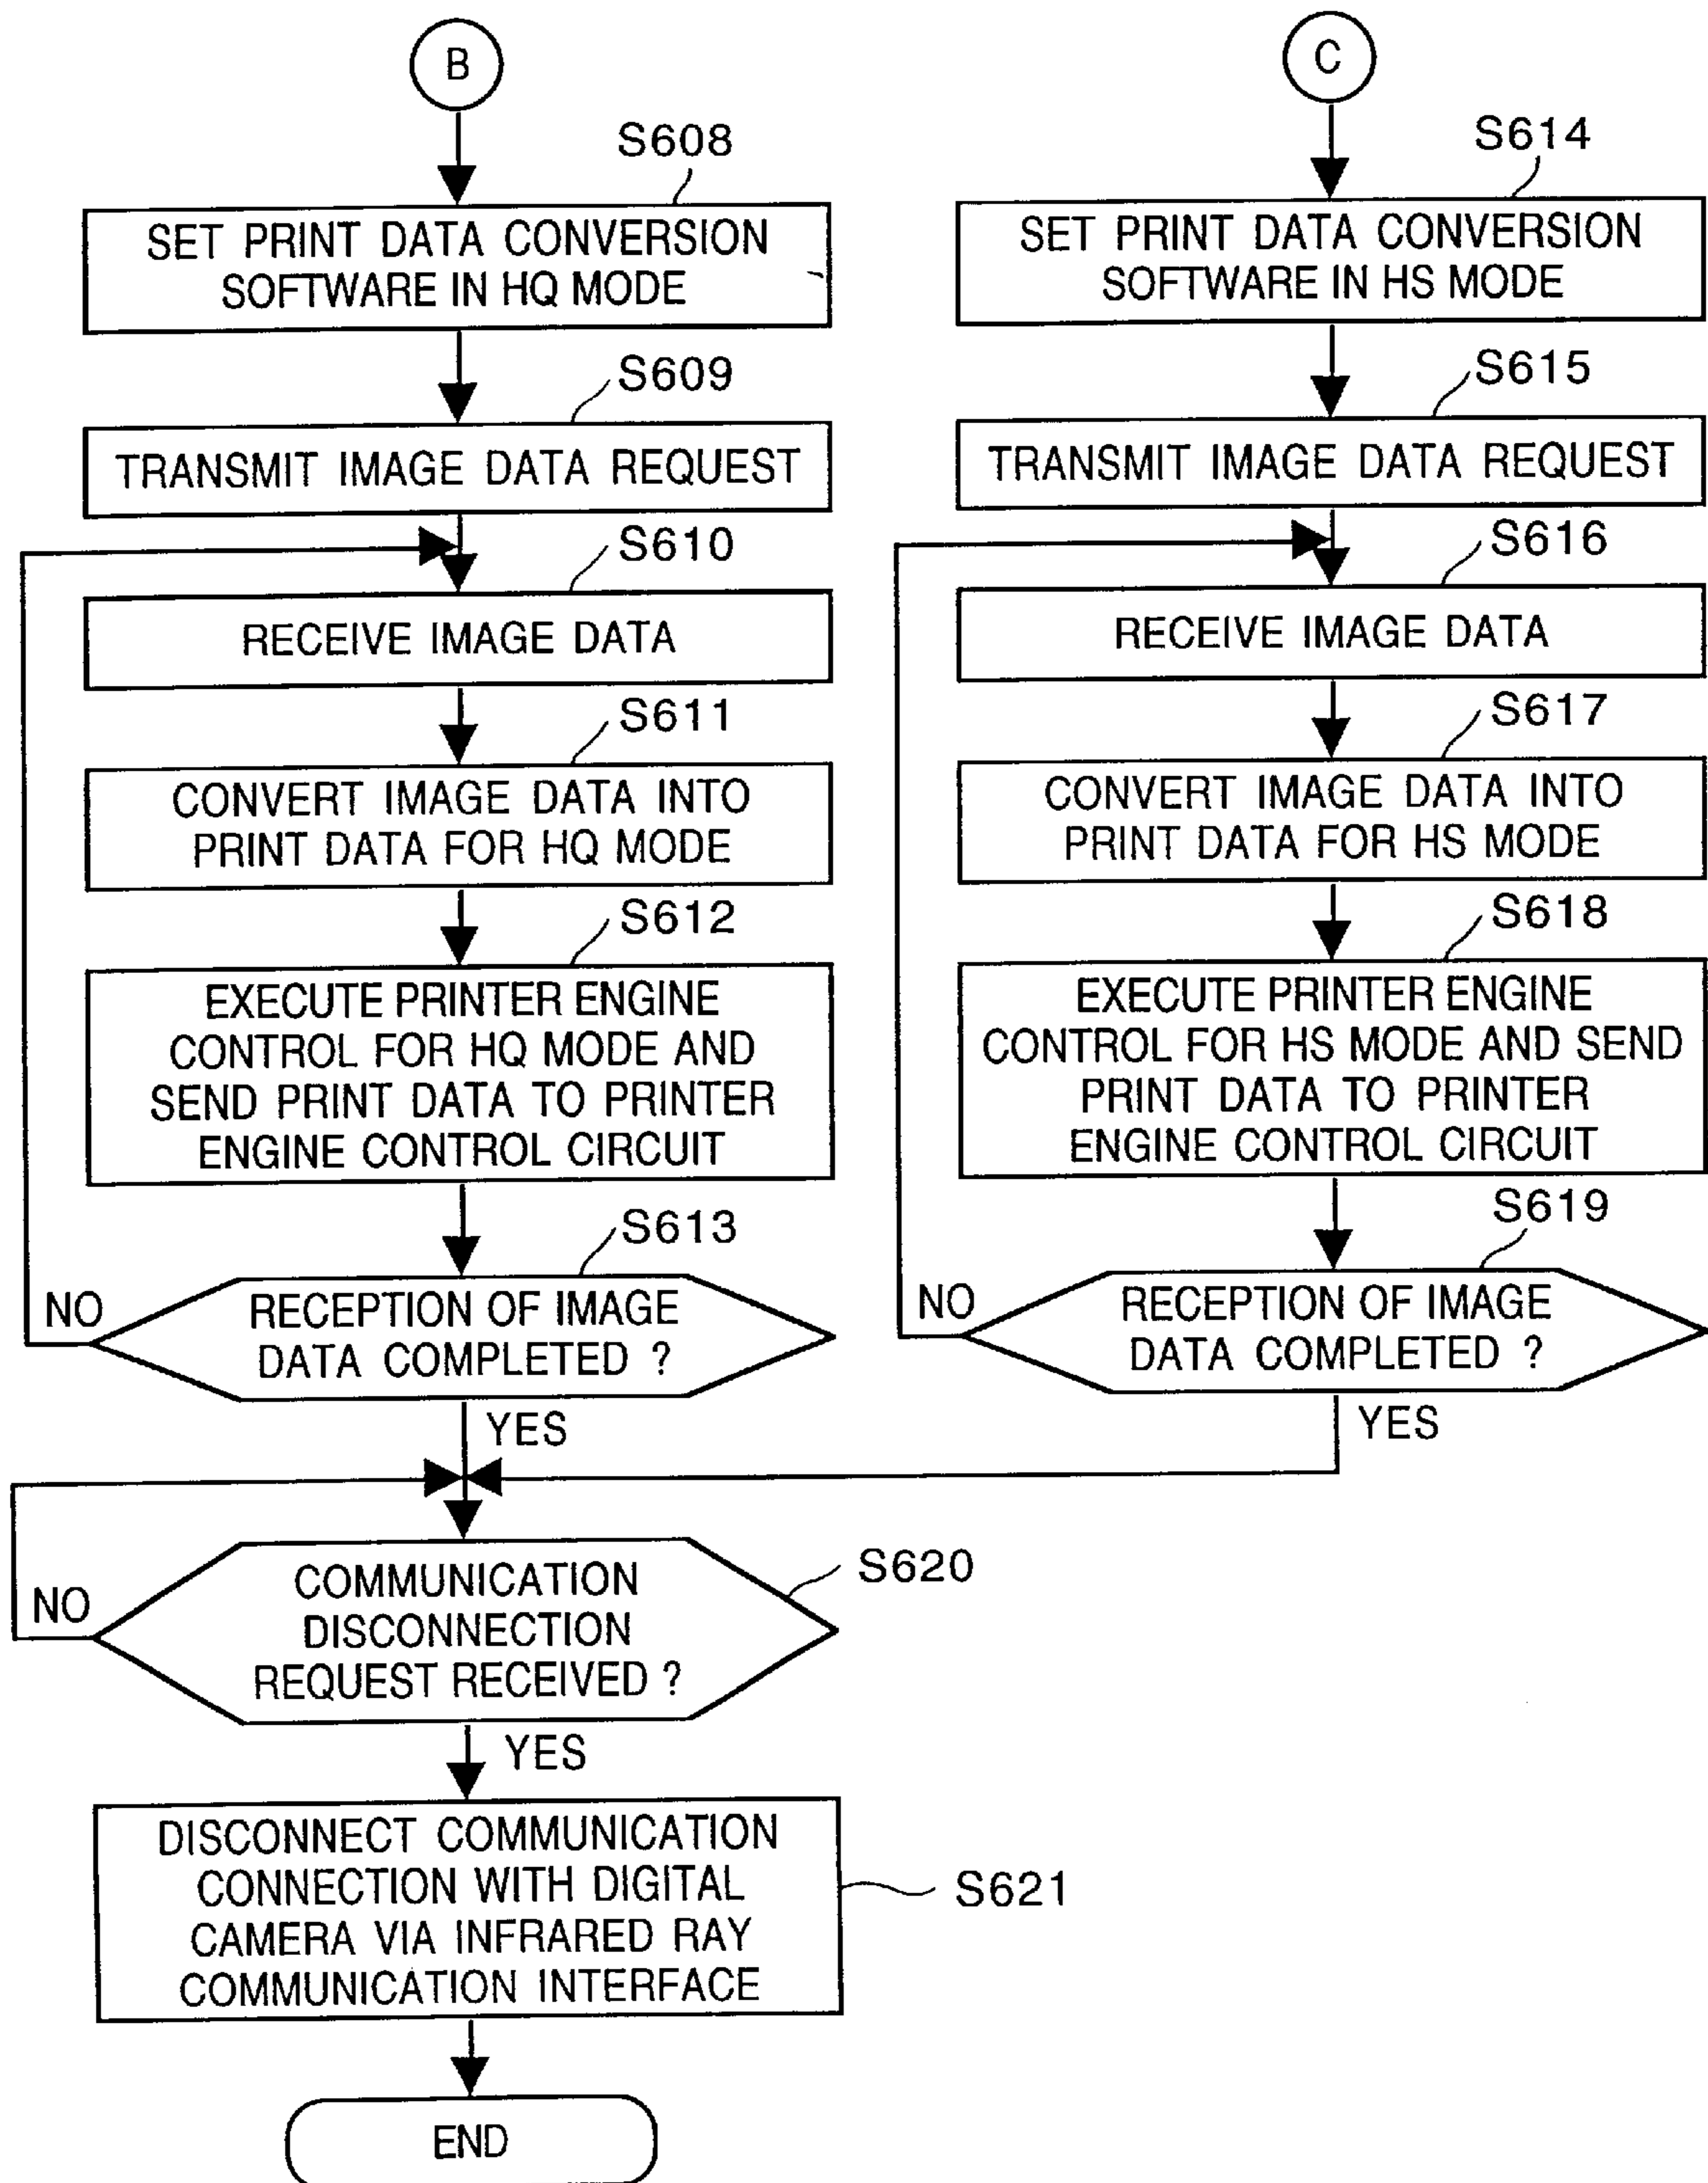 B
S608
SET PRINT DATA CONVERSION
SOFTWARE IN HQ MODE
S609
TRANSMIT IMAGE DATA REQUEST
S610
RECEIVE IMAGE DATA
S611
CONVERT IMAGE DATA INTO
PRINT DATA FOR HQ MODE
S612
EXECUTE PRINTER ENGINE
CONTROL FOR HQ MODE AND
SEND PRINT DATA TO PRINTER
ENGINE CONTROL CIRCUIT
S613
NO
RECEPTION OF IMAGE
DATA COMPLETED ?
YES
C
S614
SET PRINT DATA CONVERSION
SOFTWARE IN HS MODE
S615
TRANSMIT IMAGE DATA REQUEST
S616
RECEIVE IMAGE DATA
S617
CONVERT IMAGE DATA INTO
PRINT DATA FOR HS MODE
S618
EXECUTE PRINTER ENGINE
CONTROL FOR HS MODE AND SEND
PRINT DATA TO PRINTER
ENGINE CONTROL CIRCUIT
S619
NO
RECEPTION OF IMAGE
DATA COMPLETED ?
YES
S620
NO
COMMUNICATION
DISCONNECTION
REQUEST RECEIVED ?
YES
DISCONNECT COMMUNICATION
CONNECTION WITH DIGITAL
CAMERA VIA INFRARED RAY
COMMUNICATION INTERFACE
S621
END